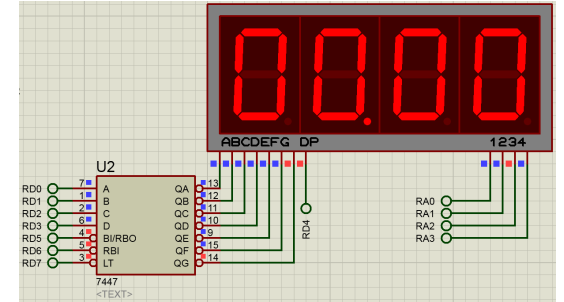 00.00
ABCDEFG DP
1234
U2
RD0 7 A QA 13
RD1 1 B QB 12
RD2 2 C QC 11
RD3 6 D QD 10
RD5 4 BI/RBO QE 9
RD6 5 RBI QF 15
RD7 3 LT QG 14
7447
<TEXT>
RD4
RA0
RA1
RA2
RA3